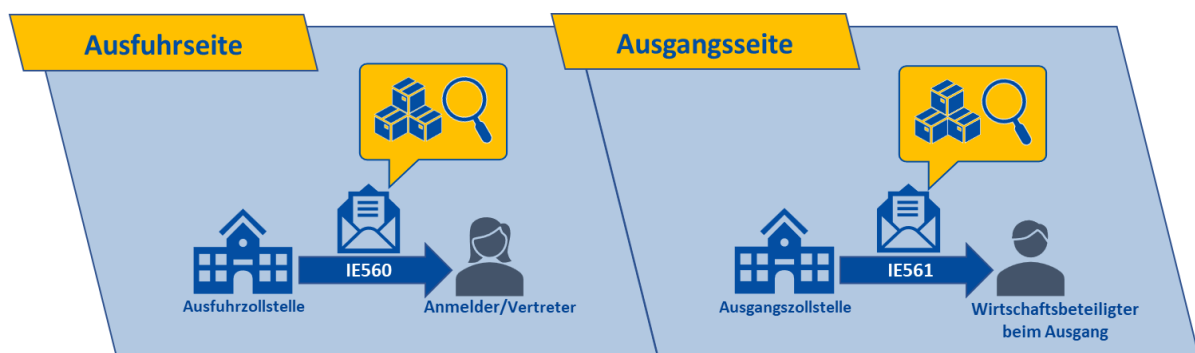 Ausfuhrseite
Ausgangsseite
IE560
Ausfuhrzollstelle
Anmelder/Vertreter
IE561
Ausgangszollstelle
Wirtschaftsbeteiligter
beim Ausgang